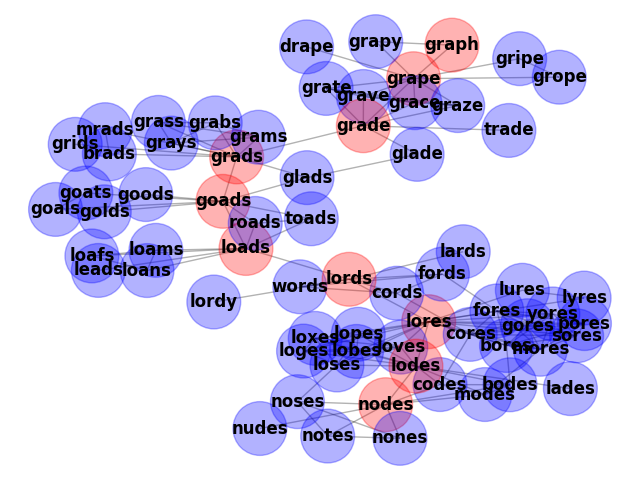 drape
grapy
graph
gripe
grope
grape
grate
grave
grace
graze
grade
trade
glade
grass
grabs
mrads
grids
brads
grays
grams
grads
glads
goats
goods
goads
goals
golds
roads
toads
loads
loafs
loams
leads
loans
lards
fords
lords
words
cords
lordy
lures
lyres
fores
yores
pores
lores
gores
sores
cores
bores
mores
loxes
lopes
loves
loges
lobes
loses
lodes
codes
bodes
modes
lades
noses
nodes
nudes
notes
nones